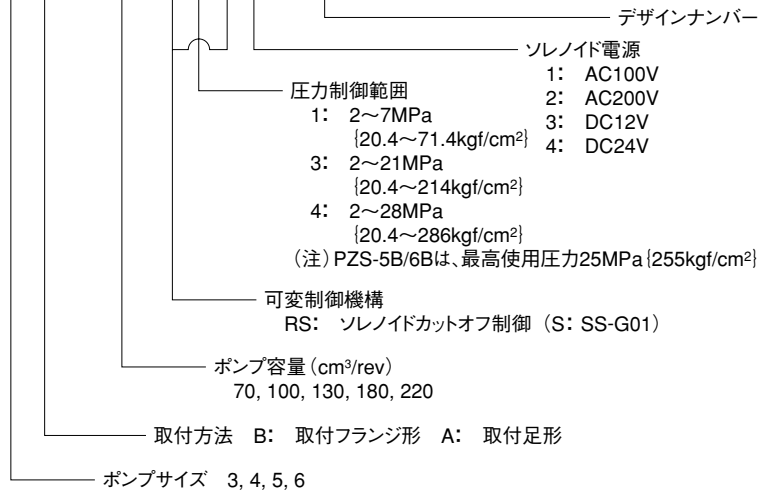 デザインナンバー
ソレノイド電源
1： AC100V
2： AC200V
3： DC12V
4： DC24V
圧力制御範囲
1： 2〜7MPa
{20.4〜71.4kgf/cm²}
3： 2〜21MPa
{20.4〜214kgf/cm²}
4： 2〜28MPa
{20.4〜286kgf/cm²}
（注）PZS-5B/6Bは、最高使用圧力25MPa{255kgf/cm²}
可変制御機構
RS： ソレノイドカットオフ制御（S：SS-G01）
ポンプ容量（cm³/rev）
70, 100, 130, 180, 220
取付方法 B： 取付フランジ形 A： 取付足形
ポンプサイズ 3, 4, 5, 6